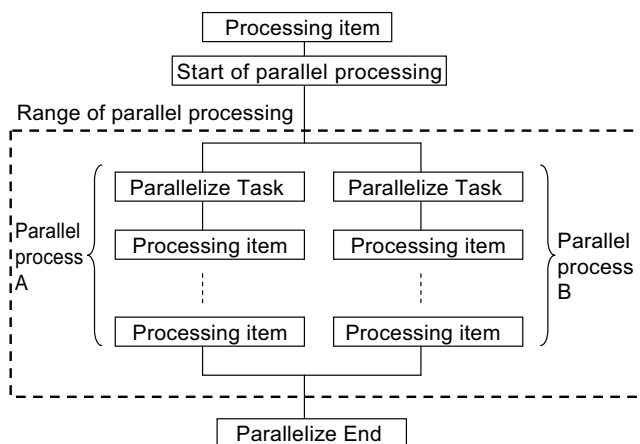 Processing item
Start of parallel processing
Range of parallel processing
Parallelize Task
Parallelize Task
Parallel
process
A
Processing item
Processing item
Parallel
process
B
Processing item
Processing item
Parallelize End